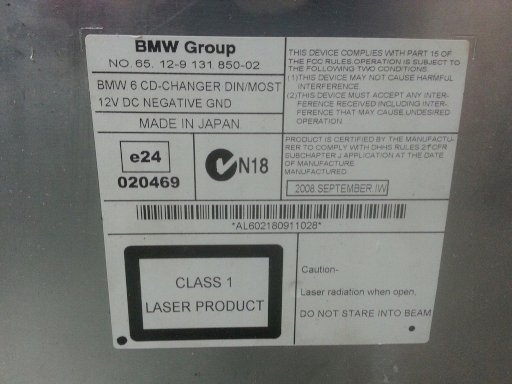 BMW Group
NO. 65. 12-9 131 850-02
BMW 6 CD-CHANGER DIN/MOST
12V DC NEGATIVE GND
MADE IN JAPAN
e24
020469
N18
THIS DEVICE COMPLIES WITH PART 15 OF
THE FCC RULES.OPERATION IS SUBJECT TO
THE FOLLOWING TWO CONDITIONS:
(1)THIS DEVICE MAY NOT CAUSE HARMFUL
INTERFERENCE.
(2)THIS DEVICE MUST ACCEPT ANY INTER-
FERENCE RECEIVED INCLUDING INTER-
FERENCE THAT MAY CAUSE UNDESIRED
OPERATION.
PRODUCT IS CERTIFIED BY THE MANUFACTU-
RER TO COMPLY WITH DHHS RULES 21CFR
SUBCHAPTER J APPLICATION AT THE DATE
OF MANUFACTURE.
MANUFACTURED
2008.SEPTEMBER.IW
*AL602180911028*
CLASS 1
LASER PRODUCT
Caution-
Laser radiation when open,
DO NOT STARE INTO BEAM